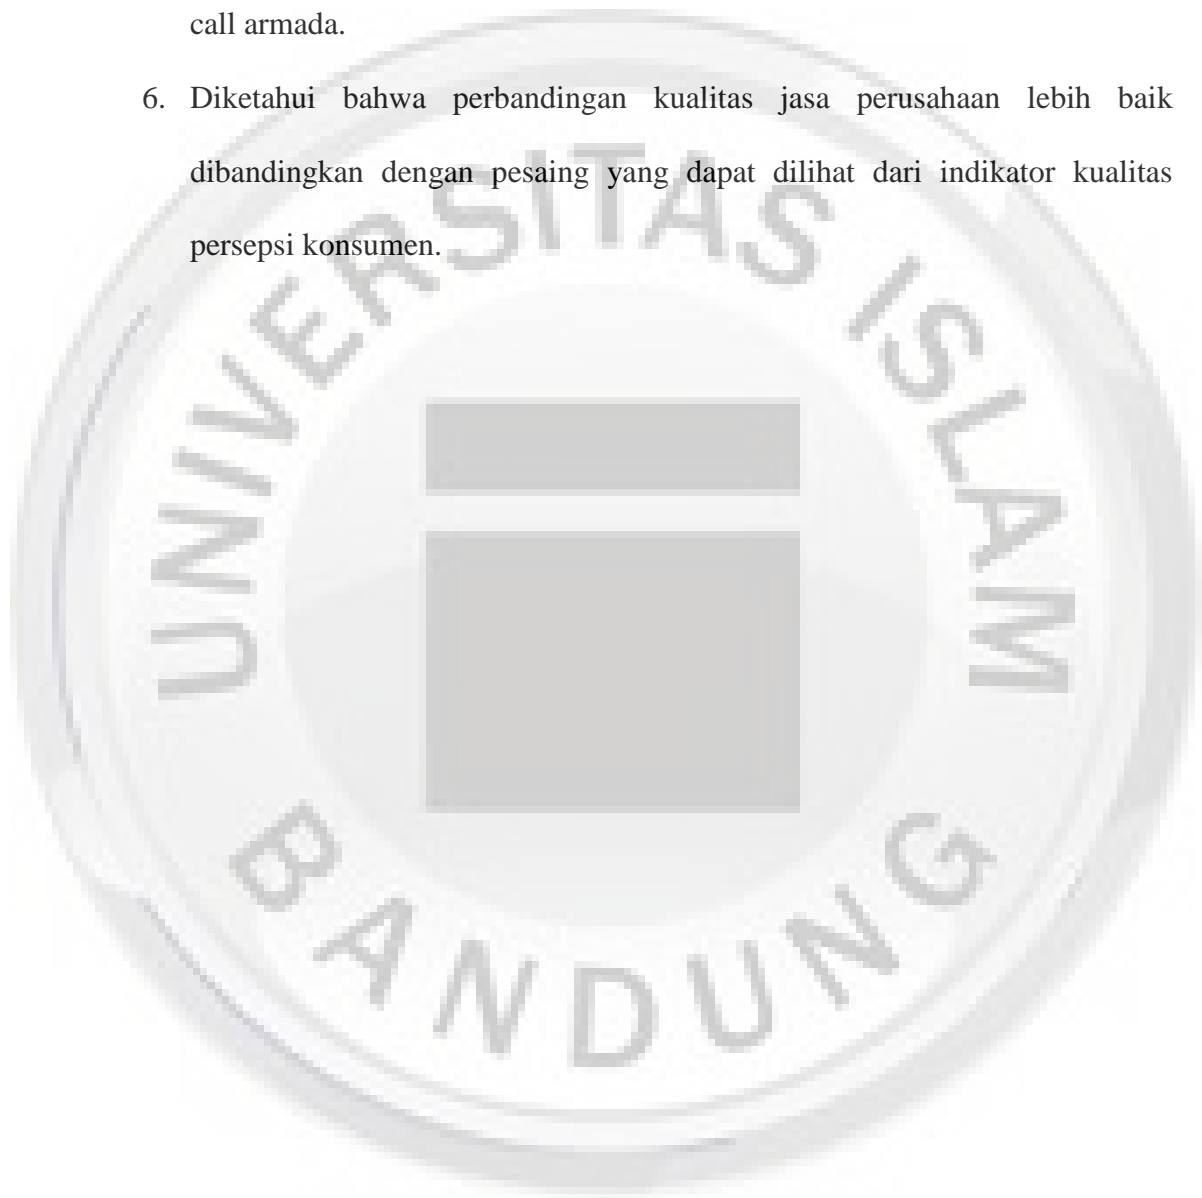 call armada.
6. Diketahui bahwa perbandingan kualitas jasa perusahaan lebih baik
dibandingkan dengan pesaing yang dapat dilihat dari indikator kualitas
persepsi konsumen.
UNIVERSITAS ISLAM
BANDUNG